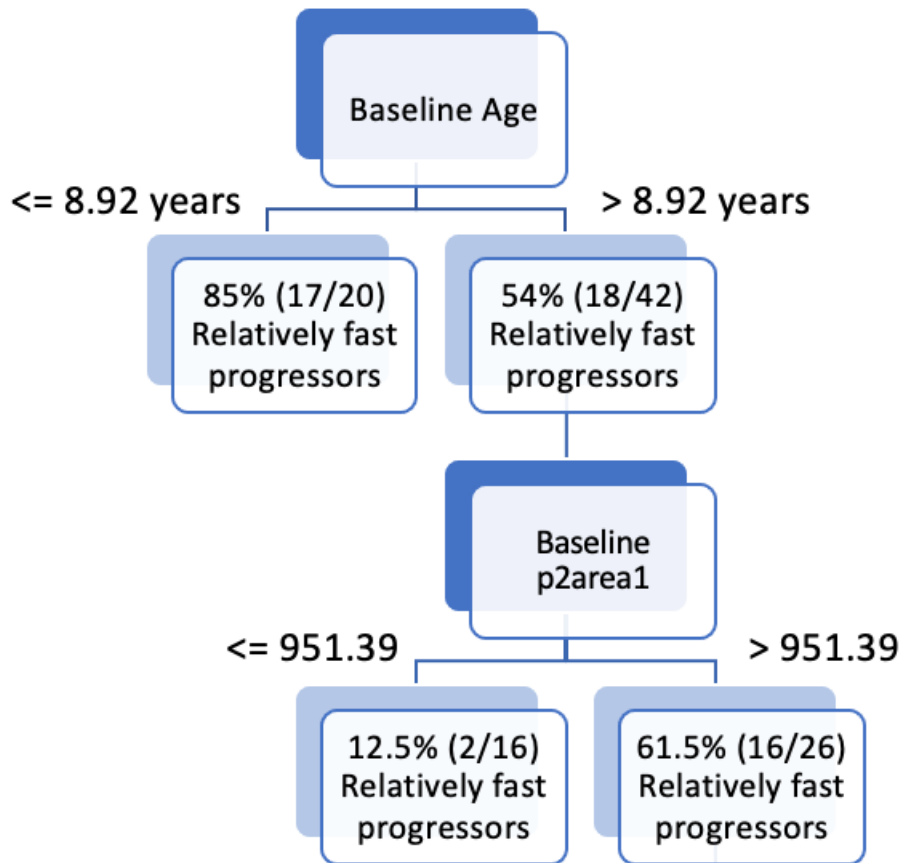 Baseline Age
<= 8.92 years
> 8.92 years
85% (17/20)
Relatively fast
progressors
54% (18/42)
Relatively fast
progressors
Baseline
p2area1
<= 951.39
> 951.39
12.5% (2/16)
Relatively fast
progressors
61.5% (16/26)
Relatively fast
progressors